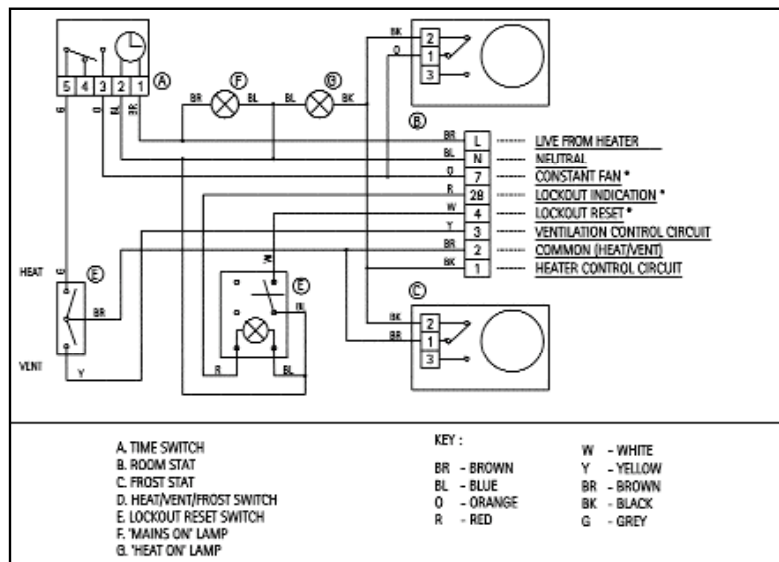 BK 2
O 1
3
5 4 3 2 1 A
F
G
BR BL BL BK
G O BL BR
B
BR L LIVE FROM HEATER
BL N NEUTRAL
O 7 CONSTANT FAN *
R 28 LOCKOUT INDICATION *
W 4 LOCKOUT RESET *
Y 3 VENTILATION CONTROL CIRCUIT
BR 2 COMMON (HEAT/VENT)
BK 1 HEATER CONTROL CIRCUIT
HEAT G E
BR
VENT Y
W E
BL
R BL
C
BK 2
BR 1
3
A. TIME SWITCH
B. ROOM STAT
C. FROST STAT
D. HEAT/VENT/FROST SWITCH
E. LOCKOUT RESET SWITCH
F. 'MAINS ON' LAMP
G. 'HEAT ON' LAMP
KEY :
BR - BROWN
BL - BLUE
O - ORANGE
R - RED
W - WHITE
Y - YELLOW
BR - BROWN
BK - BLACK
G - GREY